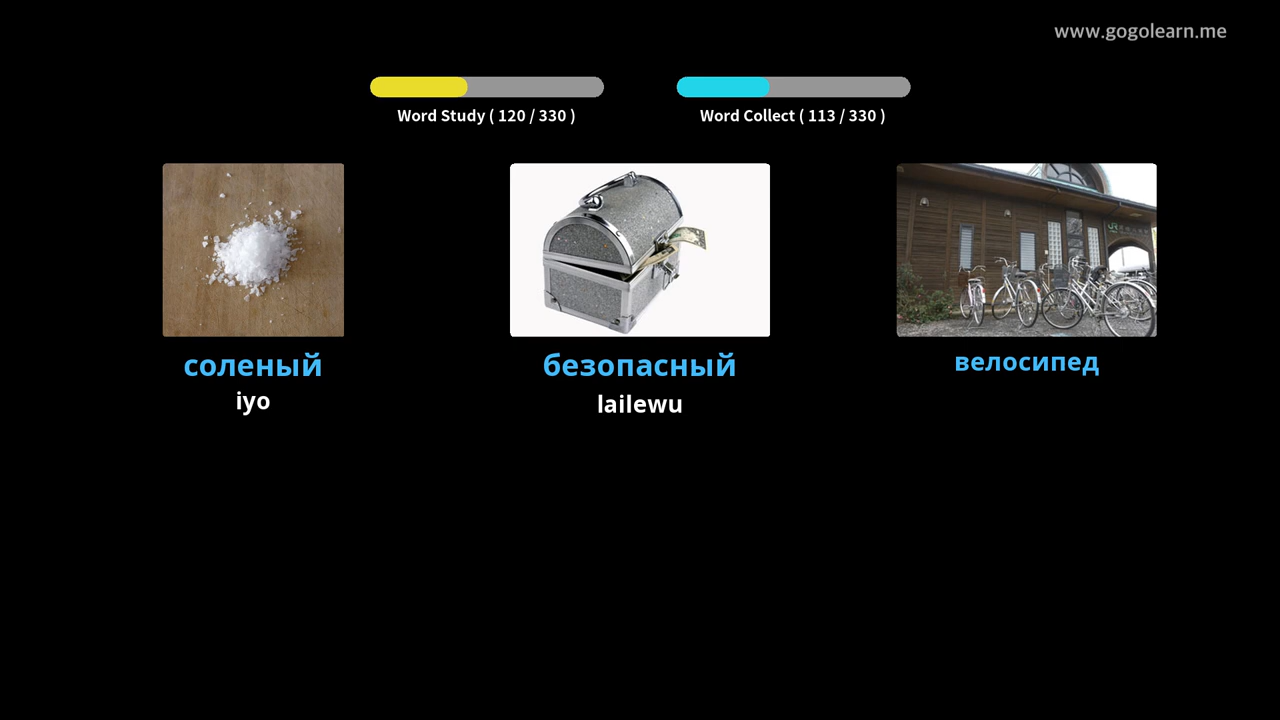 www.gogolearn.me
Word Study ( 120 / 330 )
Word Collect ( 113 / 330 )
соленый
iyo
безопасный
lailewu
велосипед